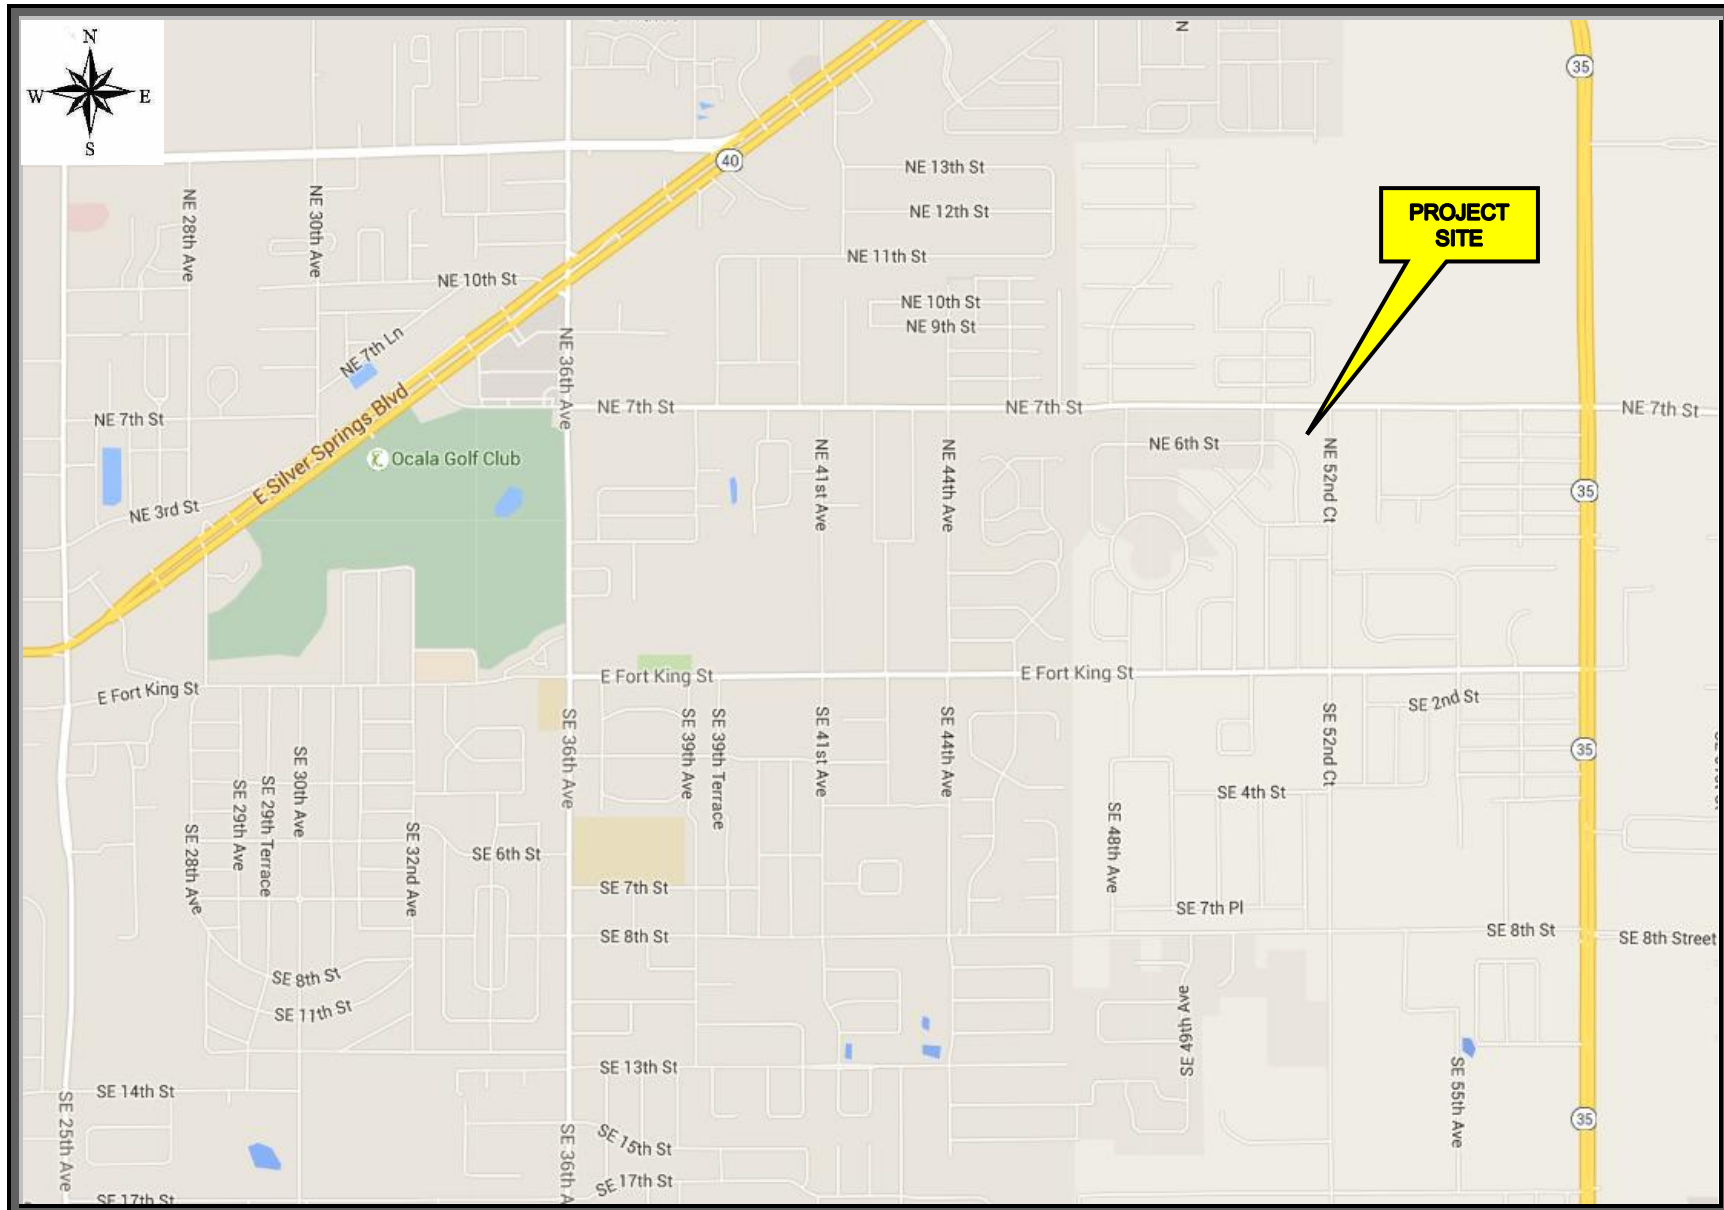 N
W
E
S
N
35
40
NE 13th St
NE 28th Ave
NE 30th Ave
NE 12th St
PROJECT
SITE
NE 11th St
NE 10th St
NE 10th St
NE 9th St
NE 7th Ln
NE 36th Ave
E Silver Springs Blvd
NE 7th St
NE 7th St
NE 7th St
NE 7th St
Ocala Golf Club
NE 41st Ave
NE 44th Ave
NE 6th St
NE 52nd Ct
35
NE 3rd St
E Fort King St
E Fort King St
E Fort King St
SE 2nd St
SE 36th Ave
SE 39th Ave
SE 39th Terrace
SE 41st Ave
SE 44th Ave
SE 52nd Ct
35
SE 30th Ave
SE 29th Ave
SE 29th Terrace
SE 28th Ave
SE 32nd Ave
SE 4th St
SE 48th Ave
SE 6th St
SE 7th St
SE 7th Pl
SE 8th St
SE 8th St
SE 8th Street
SE 8th St
SE 11th St
SE 49th Ave
SE 13th St
SE 14th St
SE 25th Ave
SE 55th Ave
35
SE 15th St
SE 36th A
SE 17th St
SE 17th St